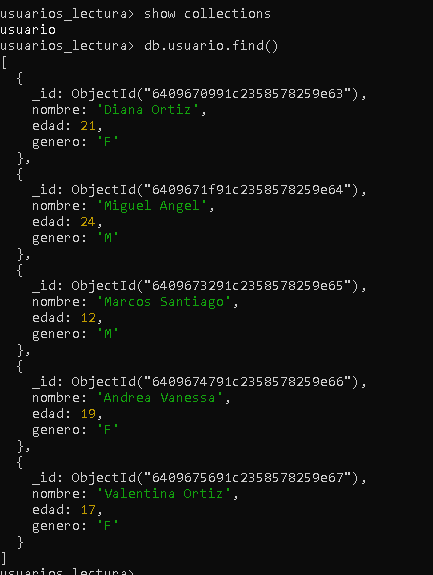 usuarios_lectura> show collections
usuario
usuarios_lectura> db.usuario.find()
[
  {
    _id: ObjectId("6409670991c2358578259e63"),
    nombre: 'Diana Ortiz',
    edad: 21,
    genero: 'F'
  },
  {
    _id: ObjectId("6409671f91c2358578259e64"),
    nombre: 'Miguel Angel',
    edad: 24,
    genero: 'M'
  },
  {
    _id: ObjectId("6409673291c2358578259e65"),
    nombre: 'Marcos Santiago',
    edad: 12,
    genero: 'M'
  },
  {
    _id: ObjectId("6409674791c2358578259e66"),
    nombre: 'Andrea Vanessa',
    edad: 19,
    genero: 'F'
  },
  {
    _id: ObjectId("6409675691c2358578259e67"),
    nombre: 'Valentina Ortiz',
    edad: 17,
    genero: 'F'
  }
]
usuarios_lectura>